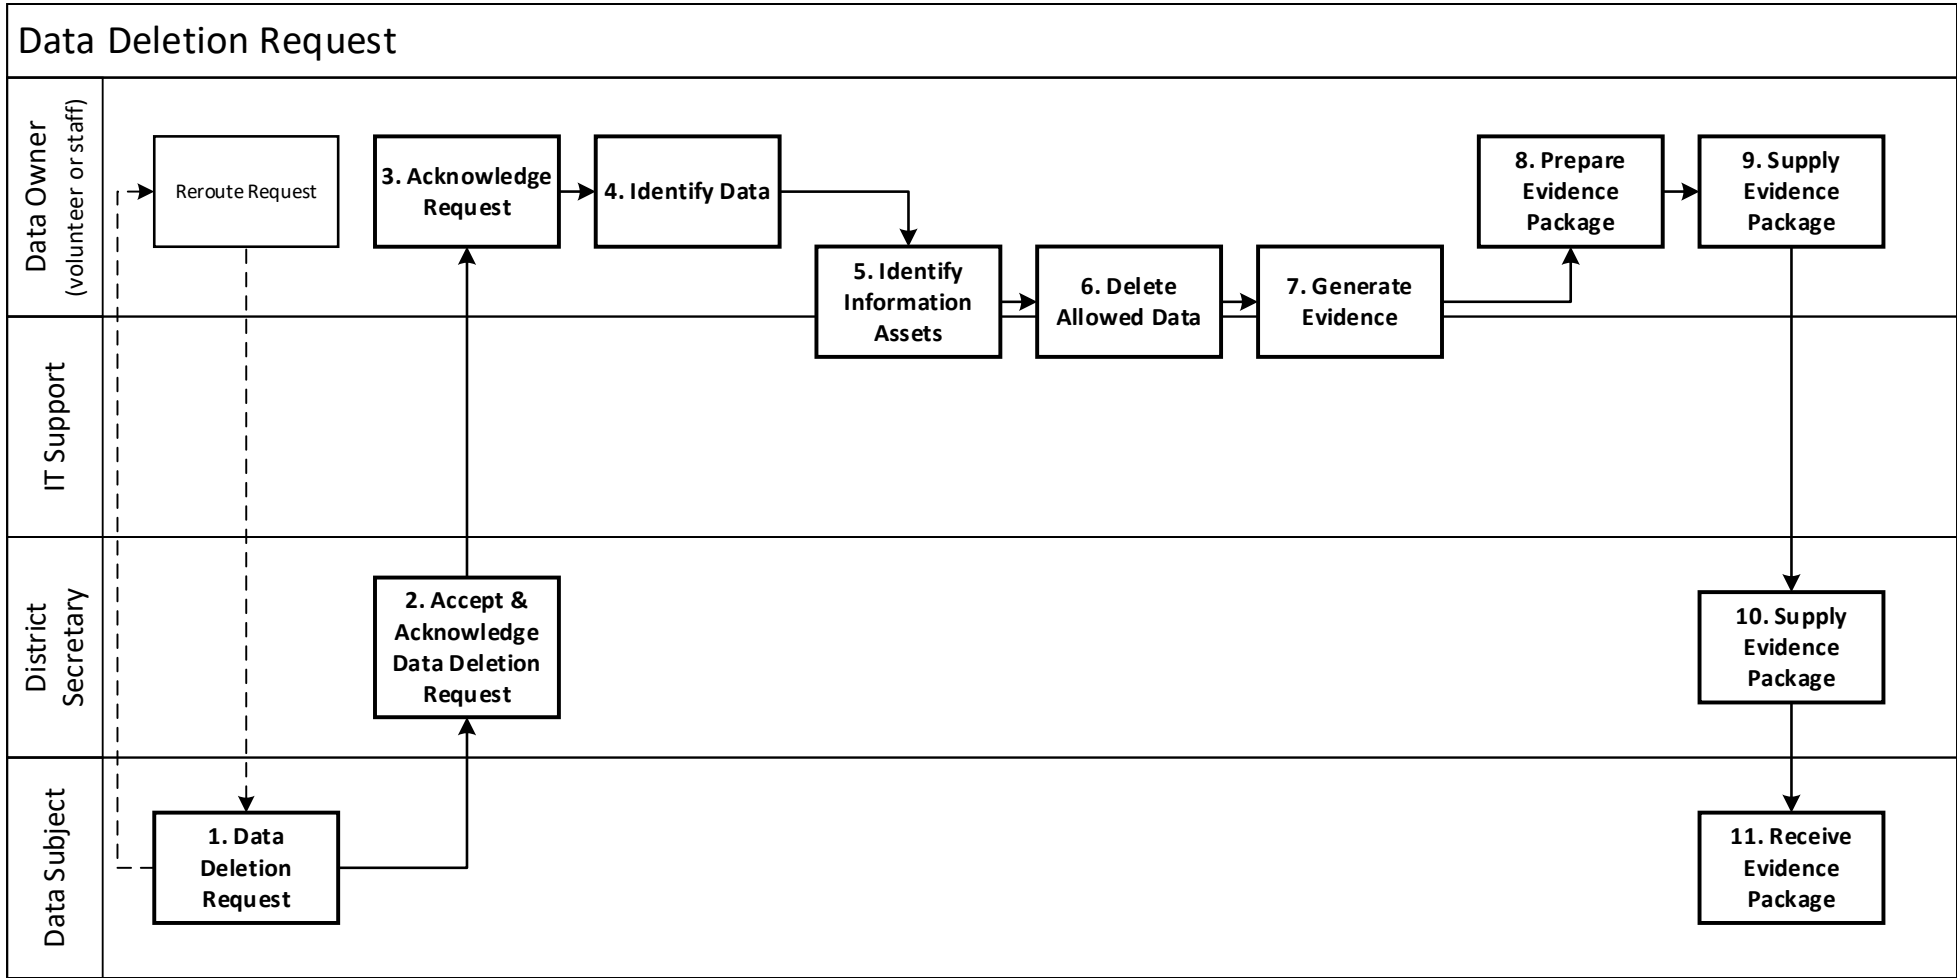 Data Deletion Request
Data Owner
(volunteer or staff)
Reroute Request
3. Acknowledge
Request
4. Identify Data
5. Identify
Information
Assets
6. Delete
Allowed Data
7. Generate
Evidence
8. Prepare
Evidence
Package
9. Supply
Evidence
Package
IT Support
District
Secretary
2. Accept &
Acknowledge
Data Deletion
Request
10. Supply
Evidence
Package
Data Subject
1. Data
Deletion
Request
11. Receive
Evidence
Package